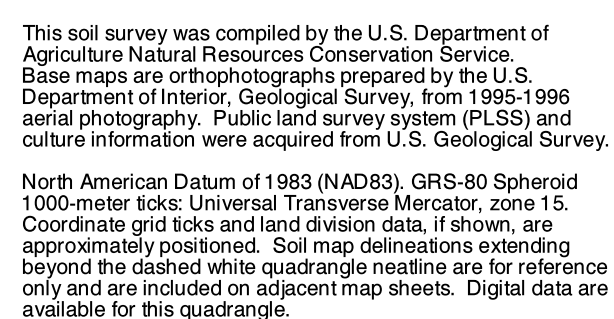 This soil survey was compiled by the U.S. Department of
Agriculture Natural Resources Conservation Service.
Base maps are orthophotographs prepared by the U.S.
Department of Interior, Geological Survey, from 1995-1996
aerial photography.  Public land survey system (PLSS) and
culture information were acquired from U.S. Geological Survey.

North American Datum of 1983 (NAD83). GRS-80 Spheroid
1000-meter ticks: Universal Transverse Mercator, zone 15.
Coordinate grid ticks and land division data, if shown, are
approximately positioned.  Soil map delineations extending
beyond the dashed white quadrangle neatline are for reference
only and are included on adjacent map sheets.  Digital data are
available for this quadrangle.